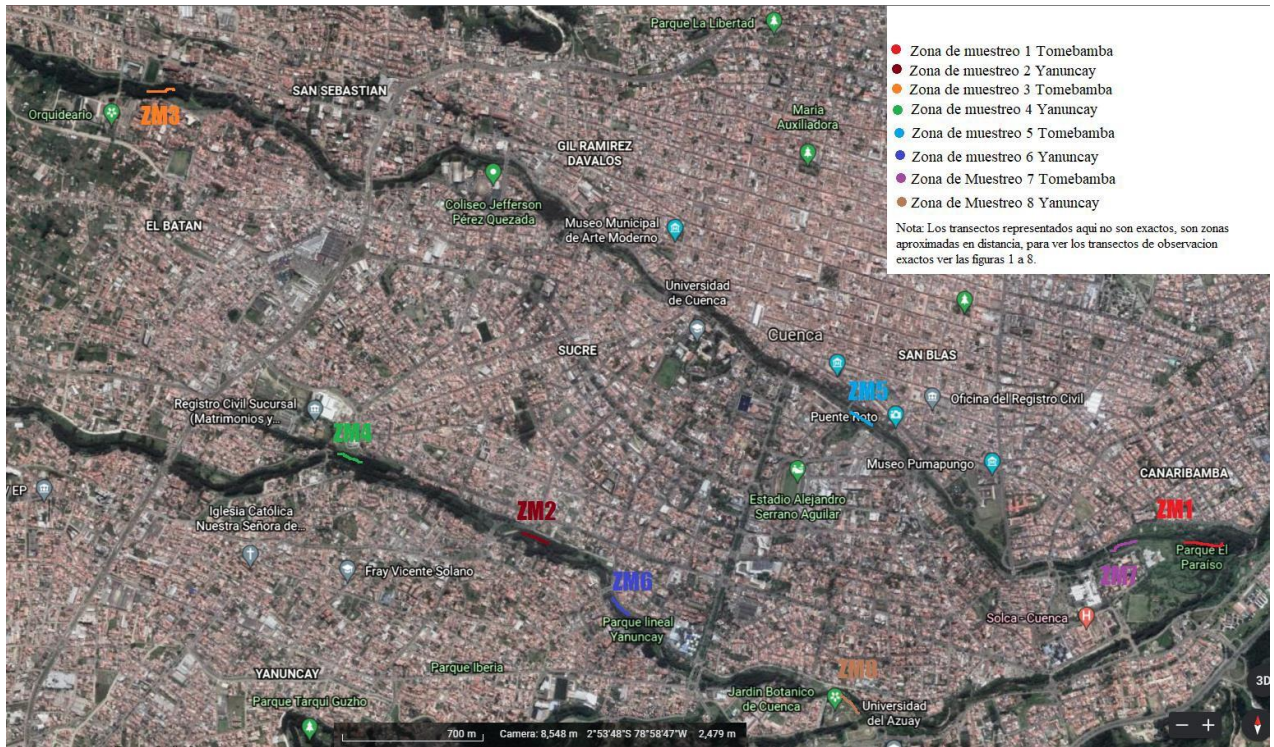 Parque La Libertad
Zona de muestreo 1 Tomebamba
Zona de muestreo 2 Yanuncay
Zona de muestreo 3 Tomebamba
Zona de muestreo 4 Yanuncay
Zona de muestreo 5 Tomebamba
Zona de muestreo 6 Yanuncay
Zona de Muestreo 7 Tomebamba
Zona de Muestreo 8 Yanuncay
Nota: Los transectos representados aqui no son exactos, son zonas
aproximadas en distancia, para ver los transectos de observacion
exactos ver las figuras 1 a 8.
SAN SEBASTIAN
Orquideario
ZM3
Maria
Auxiliadora
GIL RAMIREZ
DAVALOS
Coliseo Jefferson
Pérez Quezada
EL BATAN
Museo Municipal
de Arte Moderno
Universidad
de Cuenca
Cuenca
SUCRE
SAN BLAS
ZM5
Registro Civil Sucursal
(Matrimonios y...
Oficina del Registro Civil
Puente Roto
ZM4
Museo Pumapungo
CANARIBAMBA
/ EP
Estadio Alejandro
Serrano Aguilar
Iglesia Católica
Nuestra Señora de...
ZM2
ZM1
Parque El
Paraíso
Fray Vicente Solano
ZM6
ZM7
Parque lineal
Yanuncay
Solca - Cuenca
YANUNCAY
Parque Iberia
ZM8
Parque Tarqui Guzho
Jardin Botanico
de Cuenca
Universidad
del Azuay
3D
700 m
Camera: 8,548 m 2°53'48"S 78°58'47"W 2,479 m